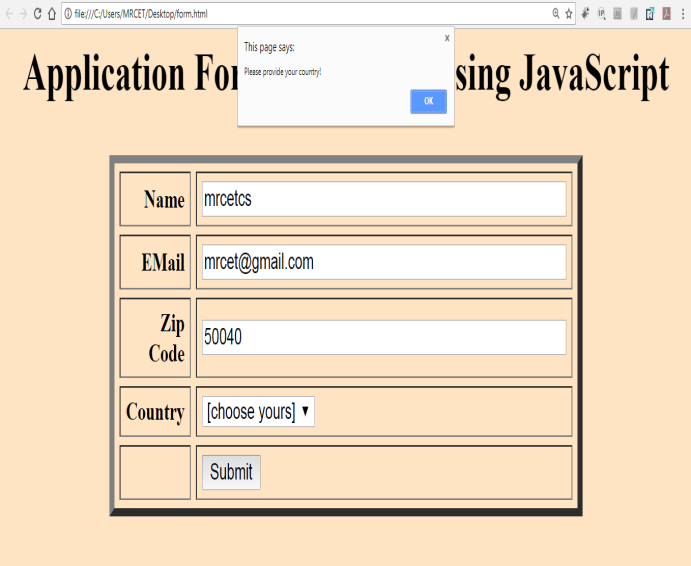 file:///C:/Users/MRCET/Desktop/form.html
This page says:
x
Please provide your country!
OK
Application For sing JavaScript
Name
mrcetcs
EMail
mrcet@gmail.com
Zip
Code
50040
Country
[choose yours]
Submit